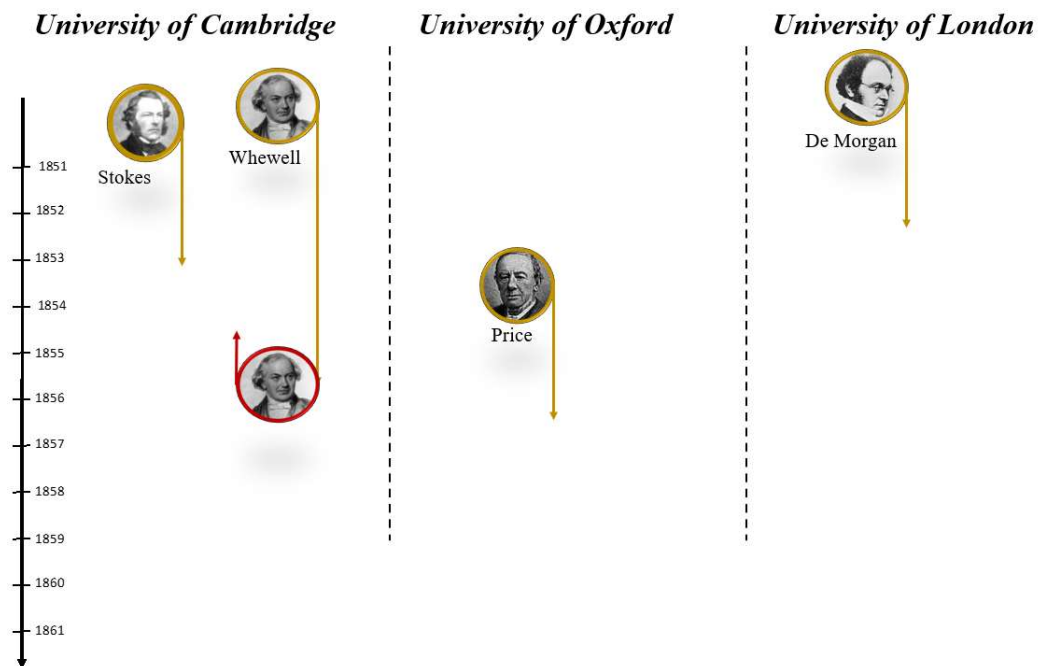 University of Cambridge
University of Oxford
University of London
Stokes
Whewell
De Morgan
Price
1851
1852
1853
1854
1855
1856
1857
1858
1859
1860
1861